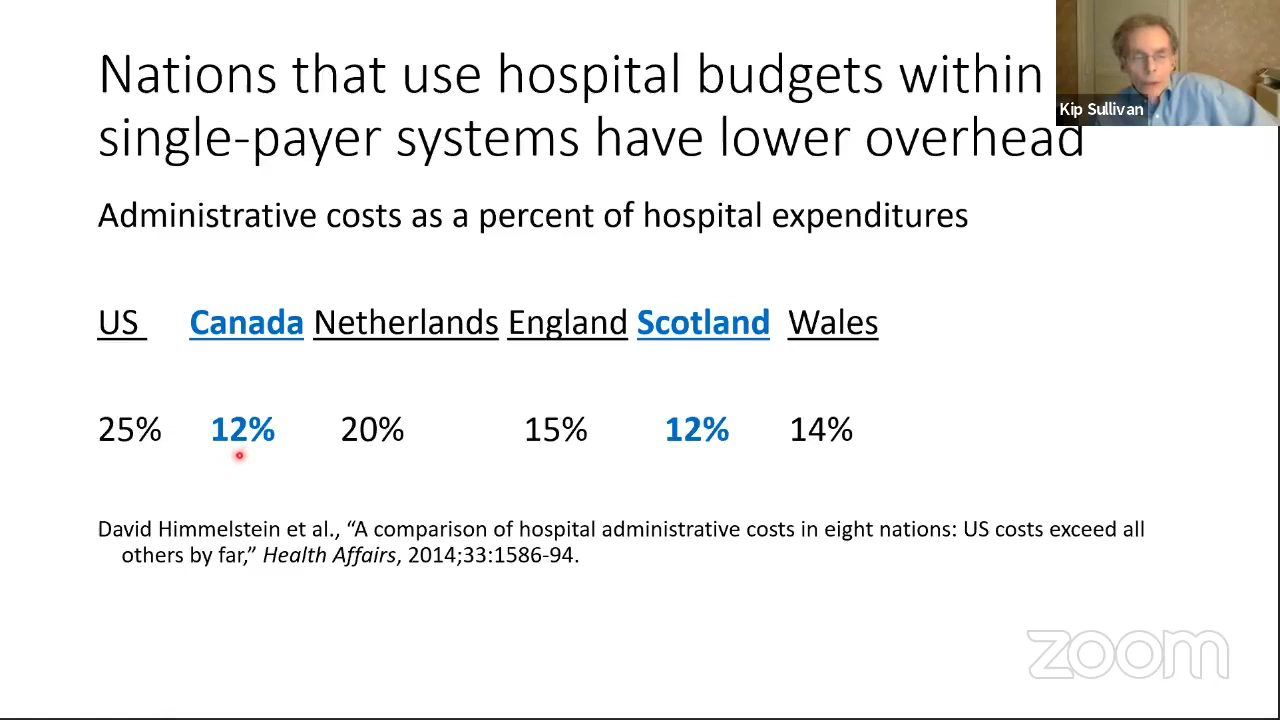 Nations that use hospital budgets within
single-payer systems have lower overhead
Kip Sullivan
Administrative costs as a percent of hospital expenditures
US Canada Netherlands England Scotland Wales
25% 12% 20% 15% 12% 14%
David Himmelstein et al., “A comparison of hospital administrative costs in eight nations: US costs exceed all
others by far,” Health Affairs, 2014;33:1586-94.
zoom